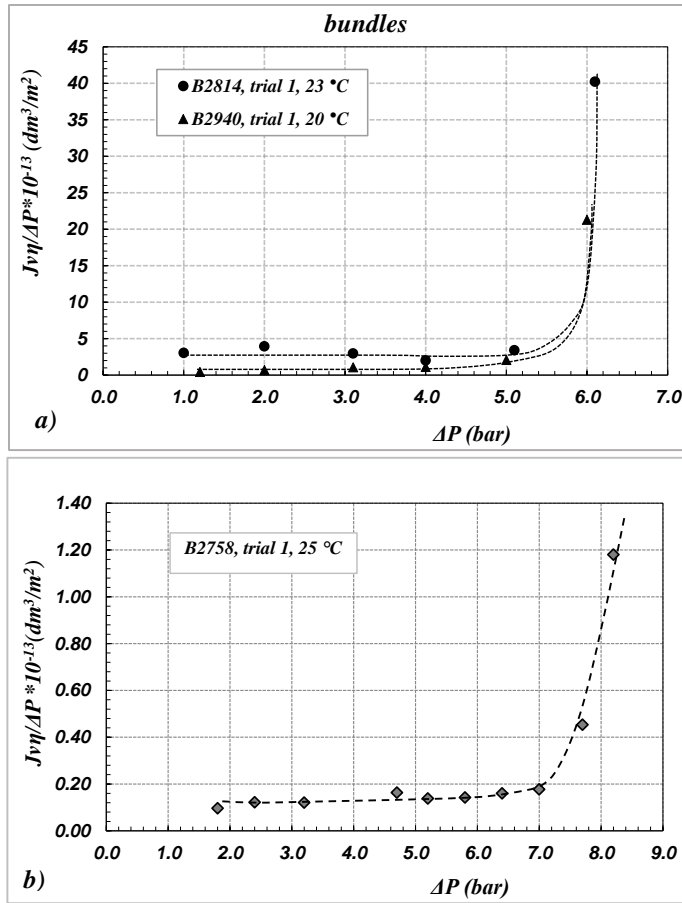 bundles
45
40
35
30
25
20
15
10
5
0
Jvη/ΔP*10⁻¹³ (dm³/m²)
B2814, trial 1, 23 °C
B2940, trial 1, 20 °C
0.0 1.0 2.0 3.0 4.0 5.0 6.0 7.0
a)
ΔP (bar)
1.40
1.20
1.00
0.80
0.60
0.40
0.20
0.00
Jvη/ΔP *10⁻¹³(dm³/m²)
B2758, trial 1, 25 °C
0.0 1.0 2.0 3.0 4.0 5.0 6.0 7.0 8.0 9.0
b)
ΔP (bar)